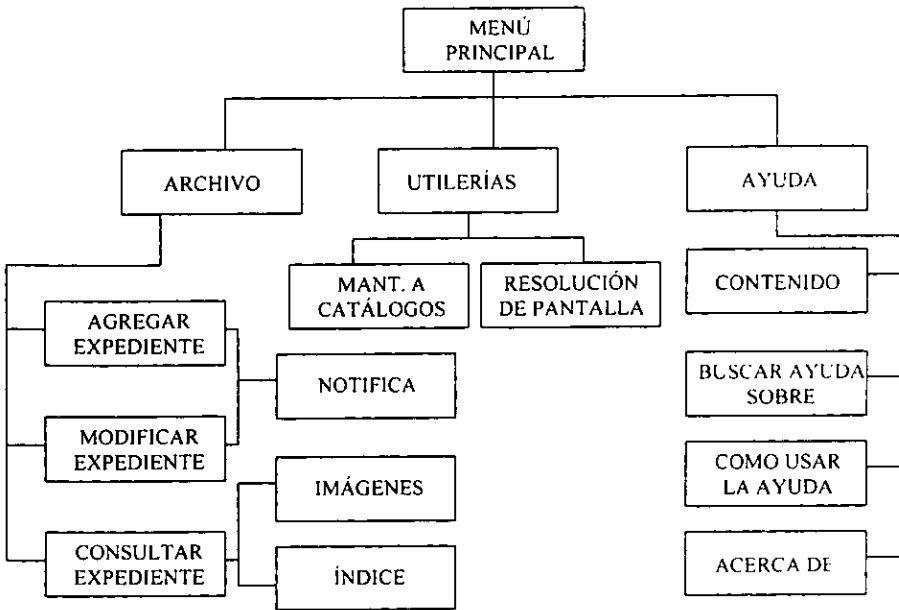 MENÚ
PRINCIPAL
ARCHIVO
UTILERÍAS
AYUDA
MANT. A
CATÁLOGOS
RESOLUCIÓN
DE PANTALLA
CONTENIDO
AGREGAR
EXPEDIENTE
NOTIFICA
BUSCAR AYUDA
SOBRE
MODIFICAR
EXPEDIENTE
IMÁGENES
COMO USAR
LA AYUDA
CONSULTAR
EXPEDIENTE
ÍNDICE
ACERCA DE